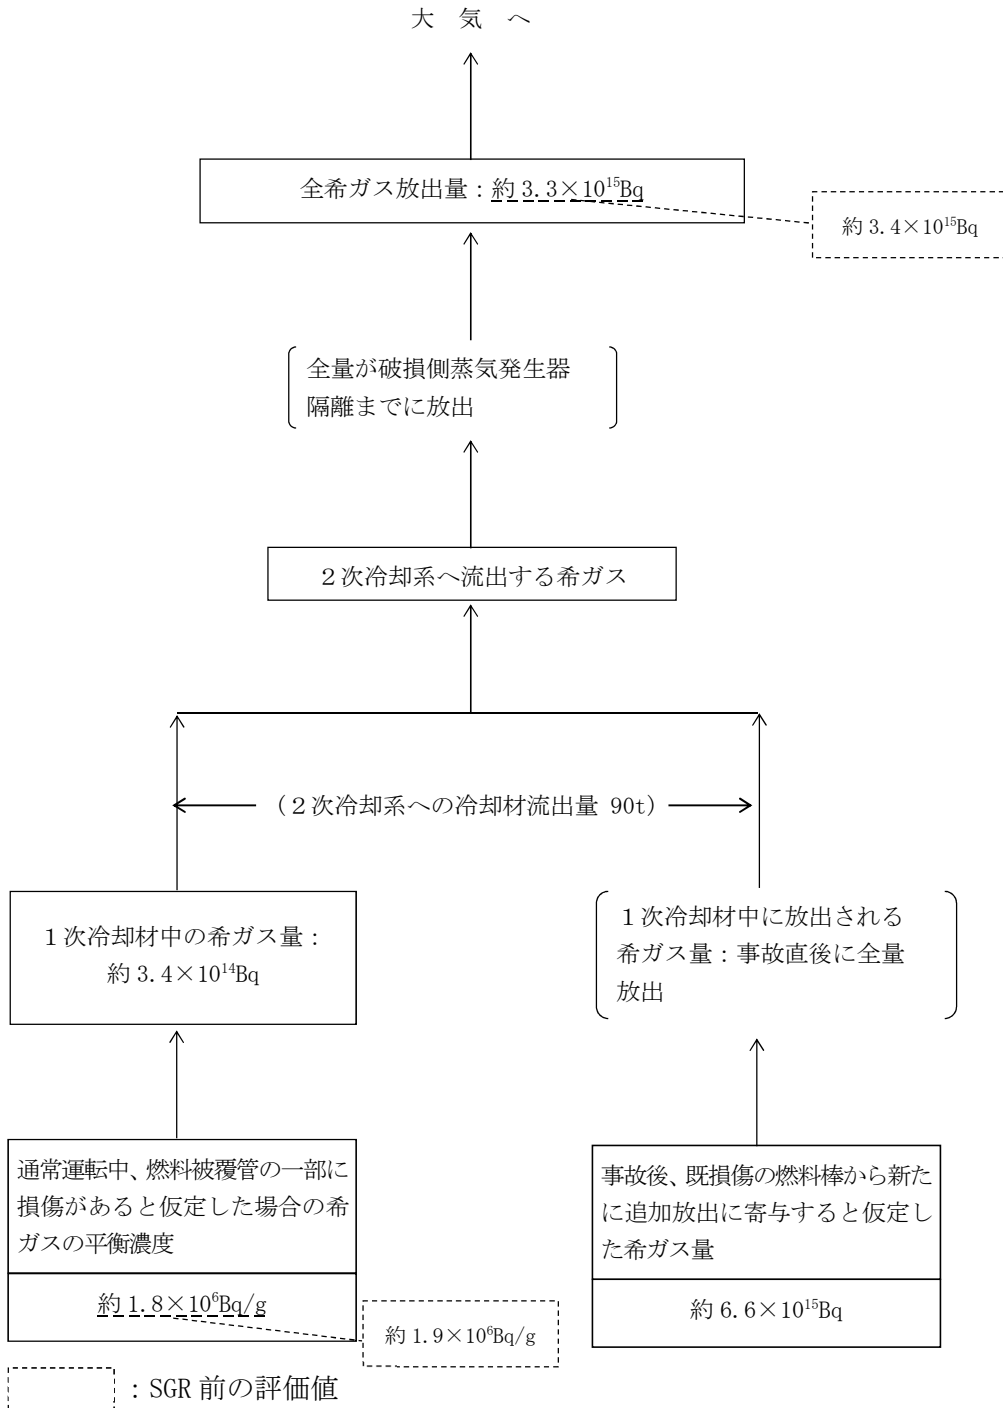 大 気 へ
全希ガス放出量：約 3.3×10¹⁵Bq
約 3.4×10¹⁵Bq
全量が破損側蒸気発生器
隔離までに放出
２次冷却系へ流出する希ガス
（２次冷却系への冷却材流出量 90t）
１次冷却材中の希ガス量：
約 3.4×10¹⁴Bq
１次冷却材中に放出される
希ガス量：事故直後に全量
放出
通常運転中、燃料被覆管の一部に
損傷があると仮定した場合の希
ガスの平衡濃度
約 1.8×10⁶Bq/g
約 1.9×10⁶Bq/g
事故後、既損傷の燃料棒から新た
に追加放出に寄与すると仮定し
た希ガス量
約 6.6×10¹⁵Bq
：SGR 前の評価値